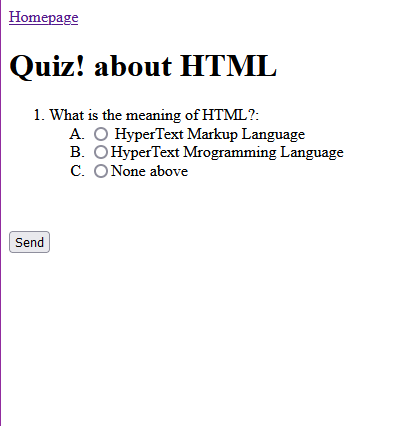 Homepage
Quiz! about HTML
1. What is the meaning of HTML?:
A. HyperText Markup Language
B. HyperText Mrogramming Language
C. None above
Send